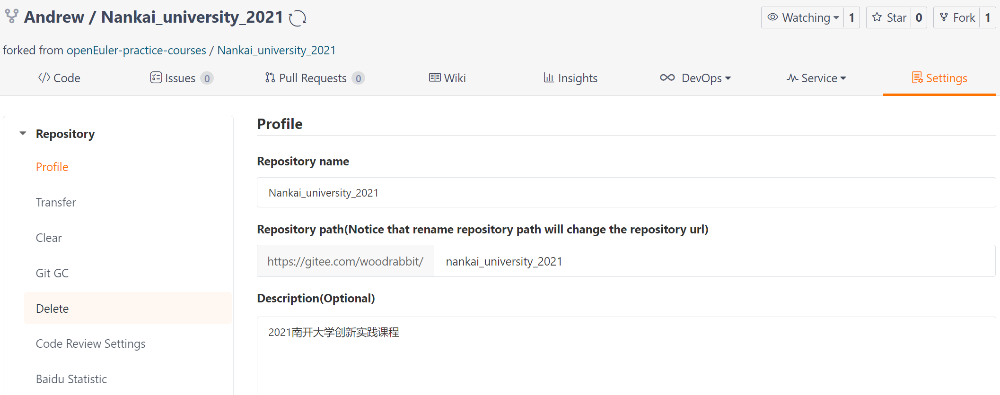 Andrew / Nankai_university_2021
Watching 1 Star 0 Fork 1
forked from openEuler-practice-courses / Nankai_university_2021
Code Issues 0 Pull Requests 0 Wiki Insights DevOps Service Settings
Repository
Profile
Transfer
Clear
Git GC
Delete
Code Review Settings
Baidu Statistic
Profile
Repository name
Nankai_university_2021
Repository path(Notice that rename repository path will change the repository url)
https://gitee.com/woodrabbit/ nankai_university_2021
Description(Optional)
2021南开大学创新实践课程